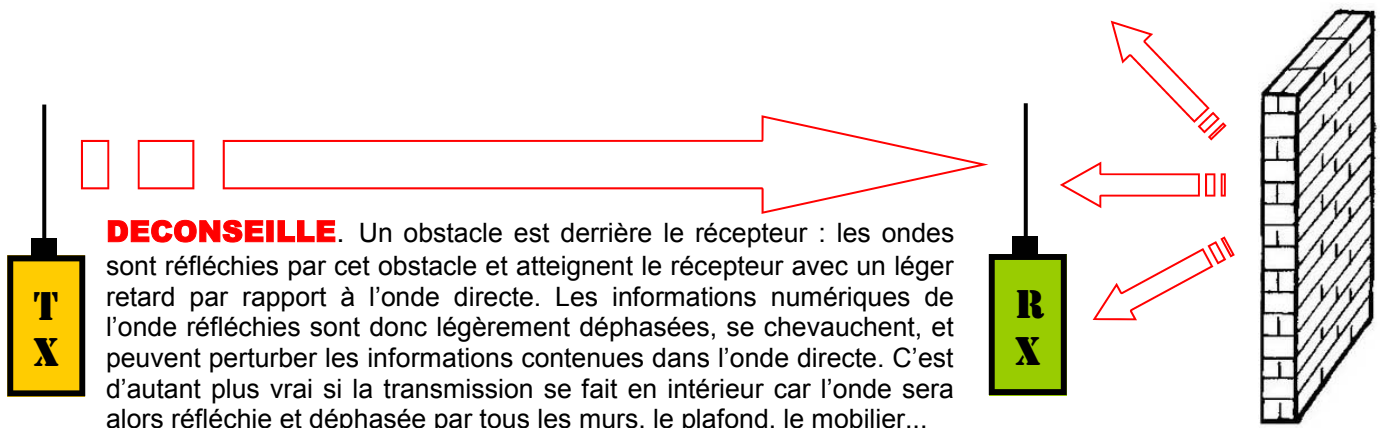 DECONSEILLE. Un obstacle est derrière le récepteur : les ondes
sont réfléchies par cet obstacle et atteignent le récepteur avec un léger
retard par rapport à l’onde directe. Les informations numériques de
l’onde réfléchies sont donc légèrement déphasées, se chevauchent, et
peuvent perturber les informations contenues dans l’onde directe. C’est
d’autant plus vrai si la transmission se fait en intérieur car l’onde sera
alors réfléchie et déphasée par tous les murs, le plafond, le mobilier...
T
X
R
X